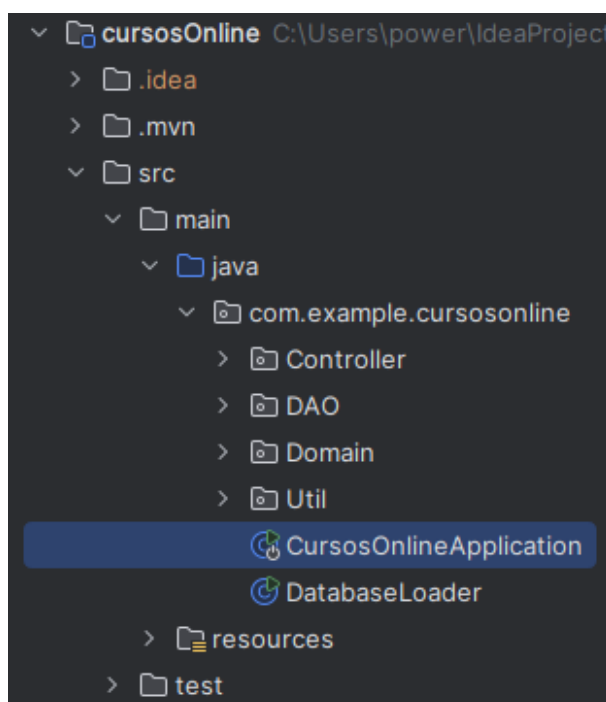 cursosOnline C:\Users\power\IdeaProject
.idea
.mvn
src
main
java
com.example.cursosonline
Controller
DAO
Domain
Util
CursosOnlineApplication
DatabaseLoader
resources
test